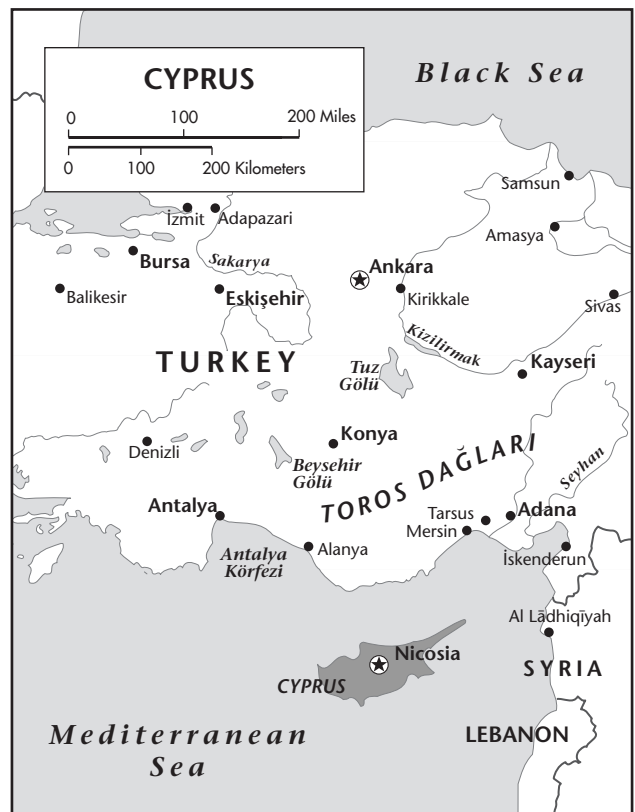 Black Sea
CYPRUS
0 100 200 Miles
0 100 200 Kilometers
Samsun
İzmit
Adapazari
Amasya
Bursa
Sakarya
Ankara
Balikesir
Eskişehir
Kirikkale
Sivas
Kizilirmak
TURKEY
Tuz
Gölü
Kayseri
Konya
Denizli
Beysehir
Gölü
TOROS DAĞLARI
Seyhan
Antalya
Tarsus
Adana
Mersin
Antalya
Körfezi
Alanya
İskenderun
Al Lādhiqīyah
Nicosia
SYRIA
CYPRUS
Mediterranean
Sea
LEBANON